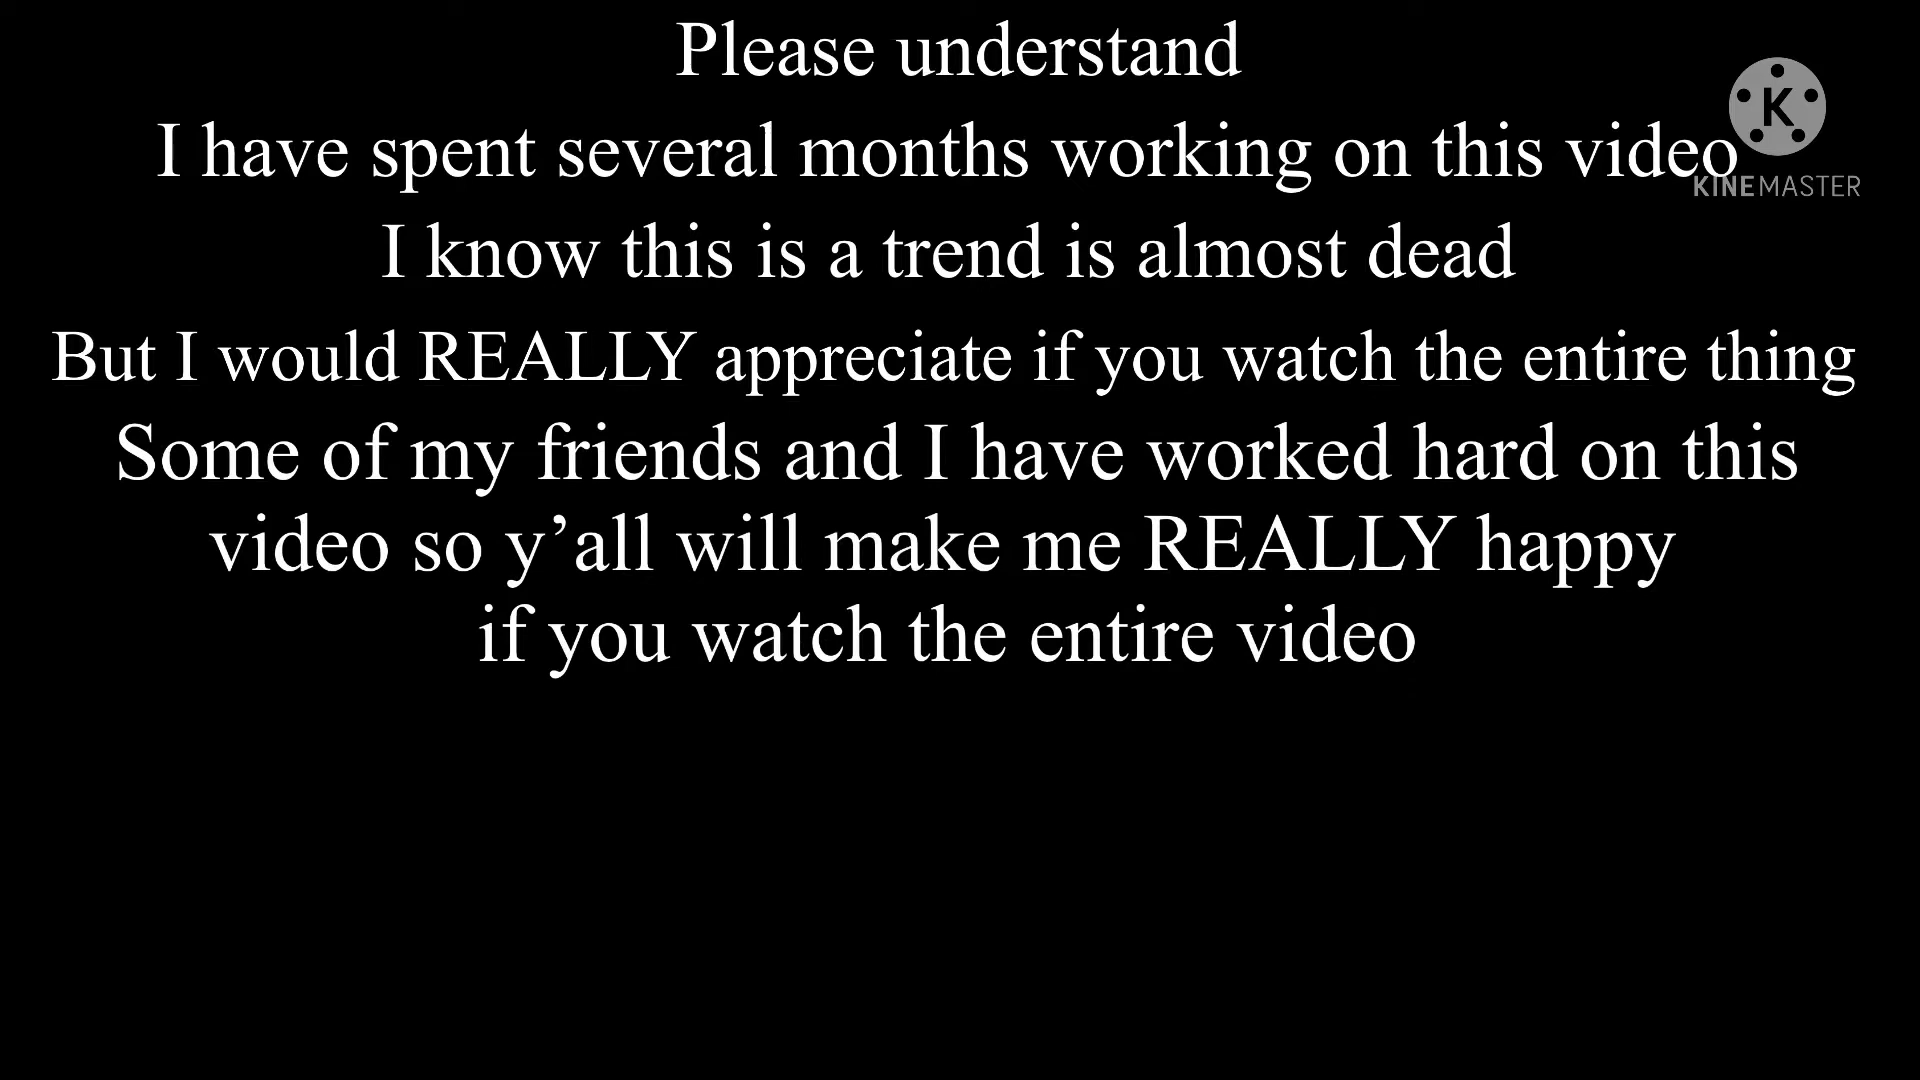 Please understand
I have spent several months working on this video
K
KINEMASTER
I know this is a trend is almost dead
But I would REALLY appreciate if you watch the entire thing
Some of my friends and I have worked hard on this
video so y’all will make me REALLY happy
if you watch the entire video